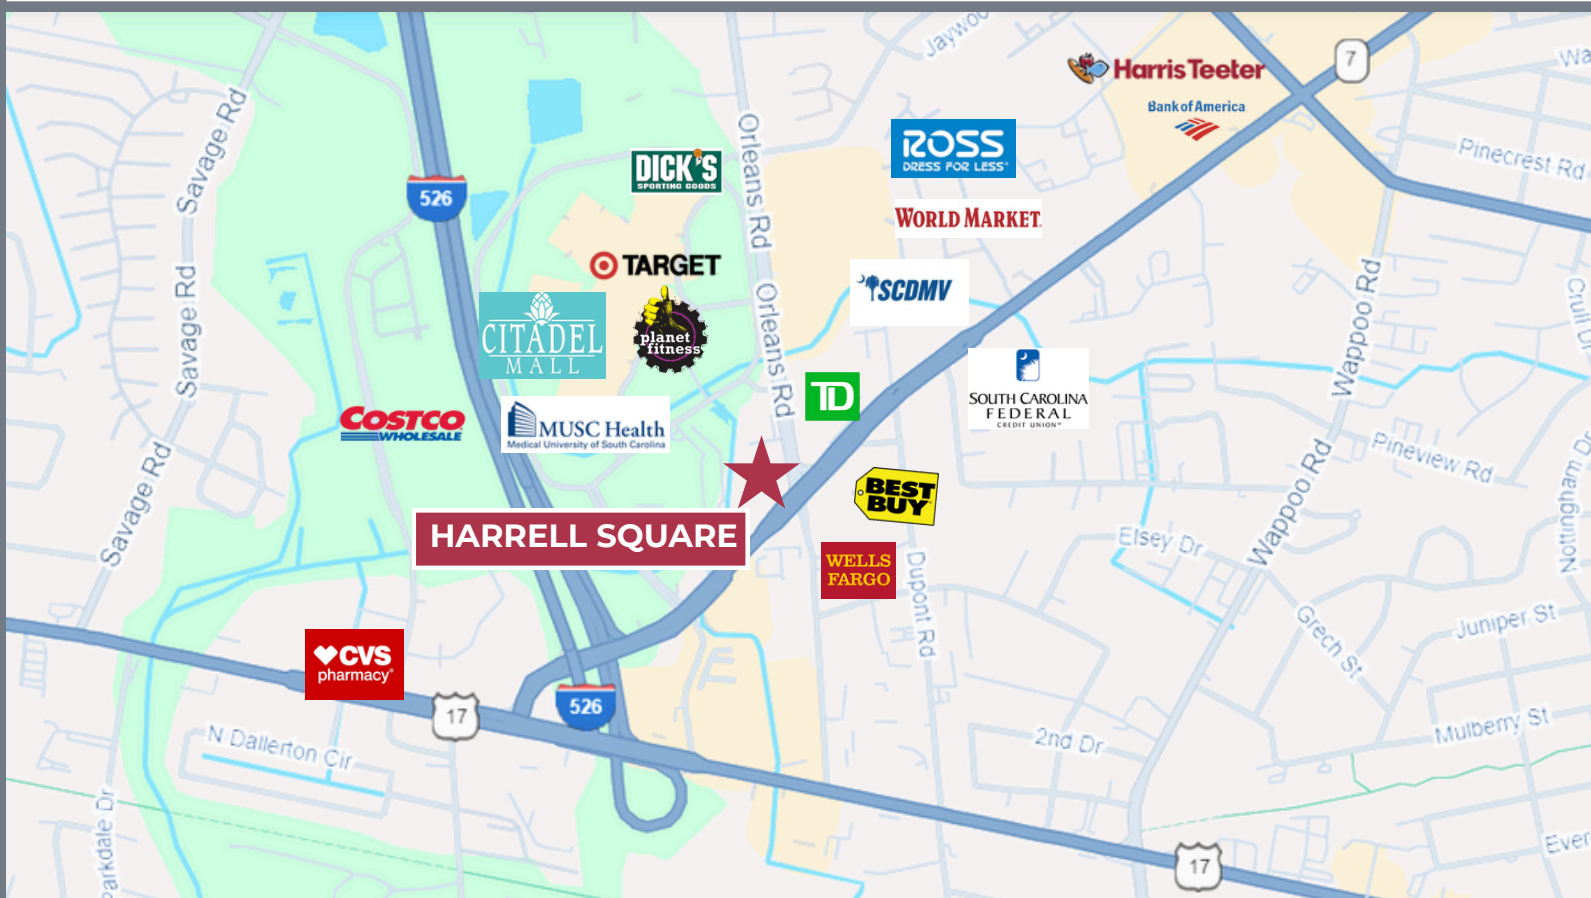 Jaywoo
7
Wa
Harris Teeter
Bank of America
Savage Rd
Orleans Rd
ROSS
DRESS FOR LESS
Pinecrest Rd
DICK'S
SPORTING GOODS
526
WORLD MARKET.
TARGET
SCDMV
Savage Rd
Orleans Rd
Wappoo Rd
CITADEL
MALL
planet
fitness
TD
SOUTH CAROLINA
FEDERAL
CREDIT UNION
COSTCO
WHOLESALE
MUSC Health
Medical University of South Carolina
Pineview Rd
Nottingham D
Savage Rd
BEST
BUY
Wappoo Rd
HARRELL SQUARE
Elsey Dr
WELLS
FARGO
Dupont Rd
Grech St
Juniper St
CVS
pharmacy
17
526
N Dallerton Cir
2nd Dr
Mulberry St
arkdale Dr
17
Ever